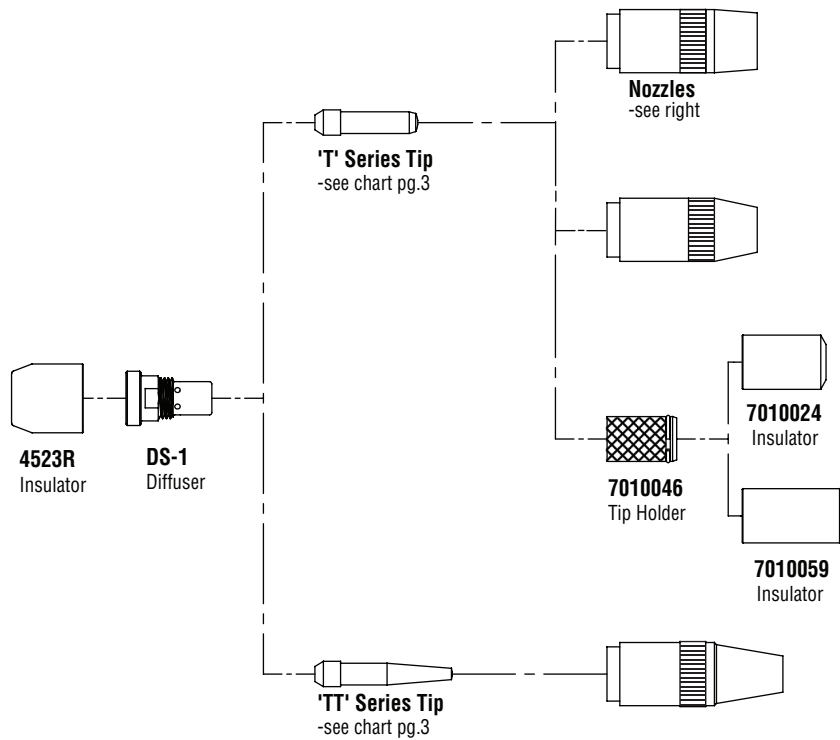 Nozzles
-see right
'T' Series Tip
-see chart pg.3
4523R
Insulator
DS-1
Diffuser
7010024
Insulator
7010046
Tip Holder
7010059
Insulator
'TT' Series Tip
-see chart pg.3